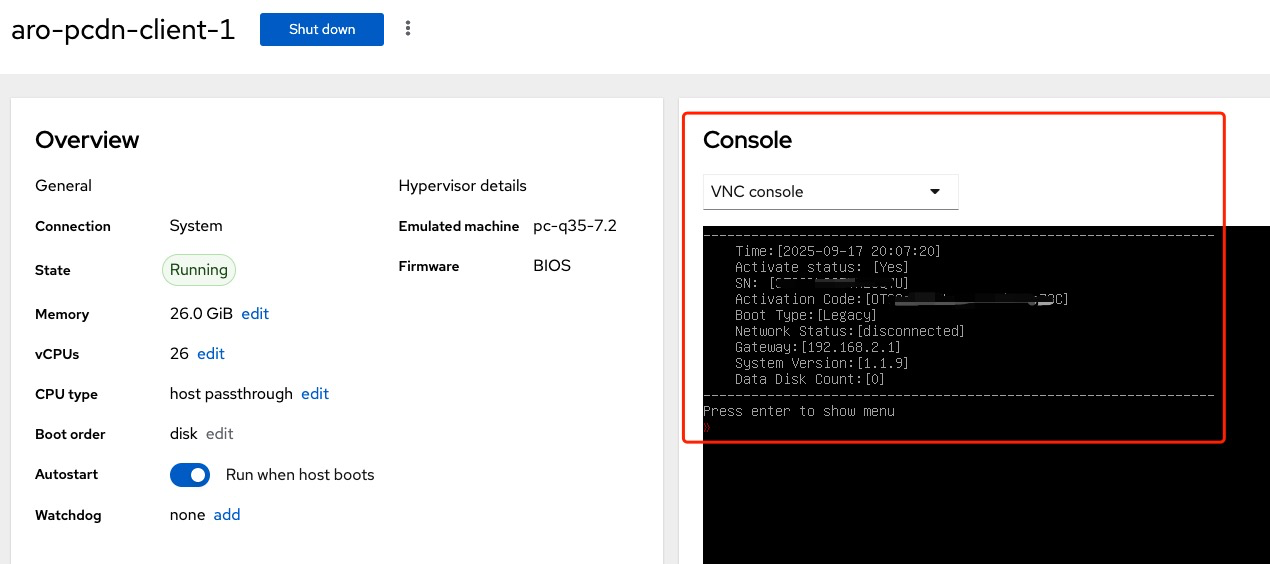 aro-pcdn-client-1 Shut down
Overview
General
Hypervisor details
Connection System
Emulated machine pc-q35-7.2
State Running
Firmware BIOS
Memory 26.0 GiB edit
vCPUs 26 edit
CPU type host passthrough edit
Boot order disk edit
Autostart Run when host boots
Watchdog none add
Console
VNC console
Time:[2025-09-17 20:07:20]
Activate status: [Yes]
SN:
Activation Code:
Boot Type:[Legacy]
Network Status:[disconnected]
Gateway:[192.168.2.1]
System Version:[1.1.9]
Data Disk Count:[0]
Press enter to show menu
»